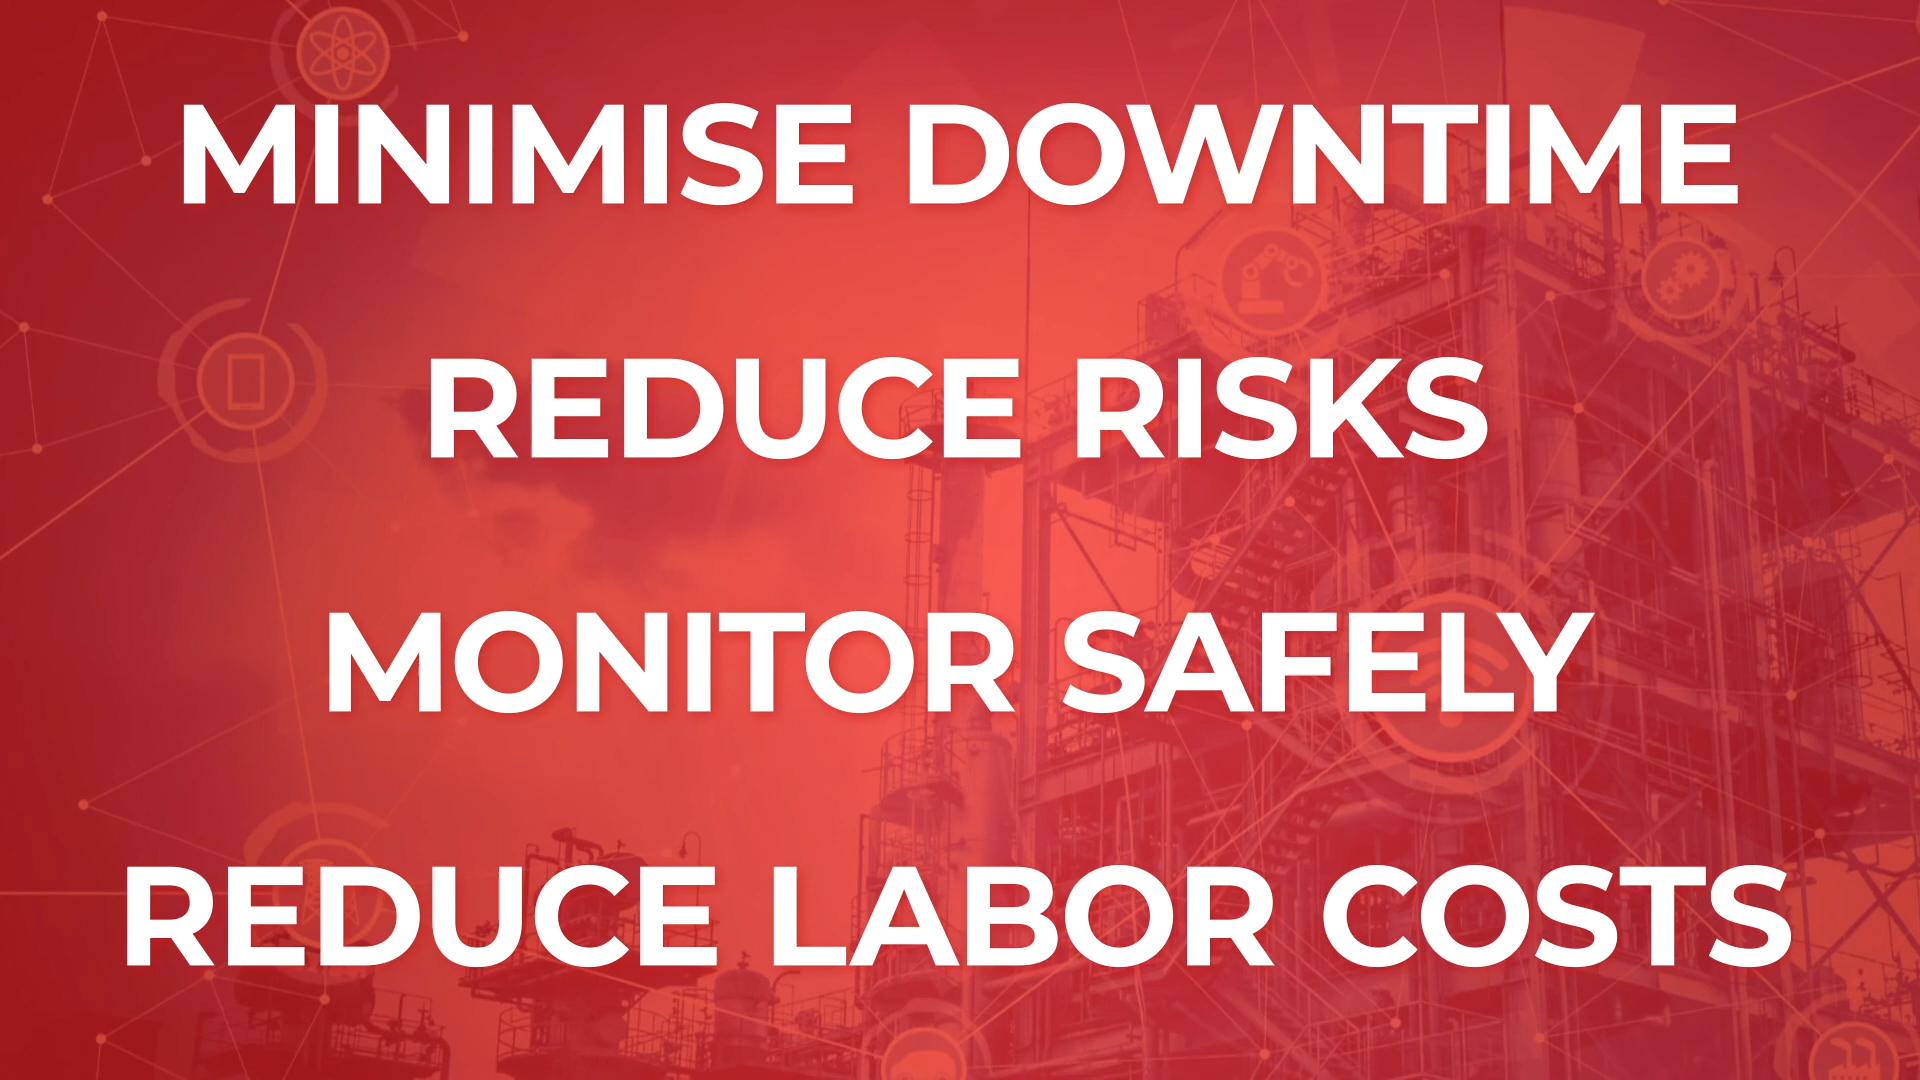 MINIMISE DOWNTIME
REDUCE RISKS
MONITOR SAFELY
REDUCE LABOR COSTS